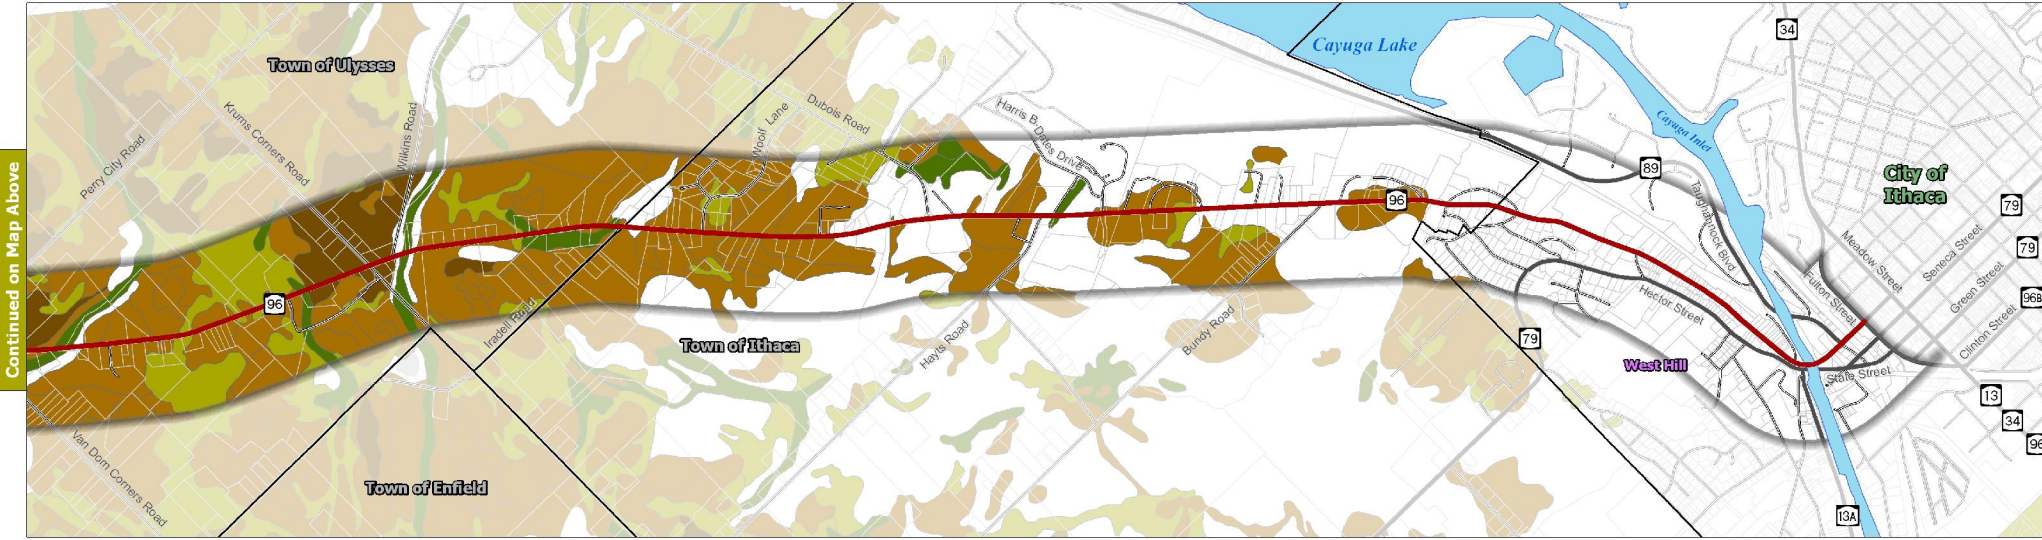 Continued on Map Above
Town of Ulysses
Perry City Road
Krums Corners Road
Wilkins Road
96
Van Dorn Corners Road
Town of Enfield
Iradell Road
Woolf Lane
Dubois Road
Harris B. Dates Drive
Town of Ithaca
Hayts Road
Bundy Road
96
Cayuga Lake
Cayuga Inlet
34
89
City of
Ithaca
Taughannock Blvd
Hector Street
79
West Hill
Meadow Street
Fulton Street
Seneca Street
Green Street
Clinton Street
State Street
79
79
96B
13
34
96
13A